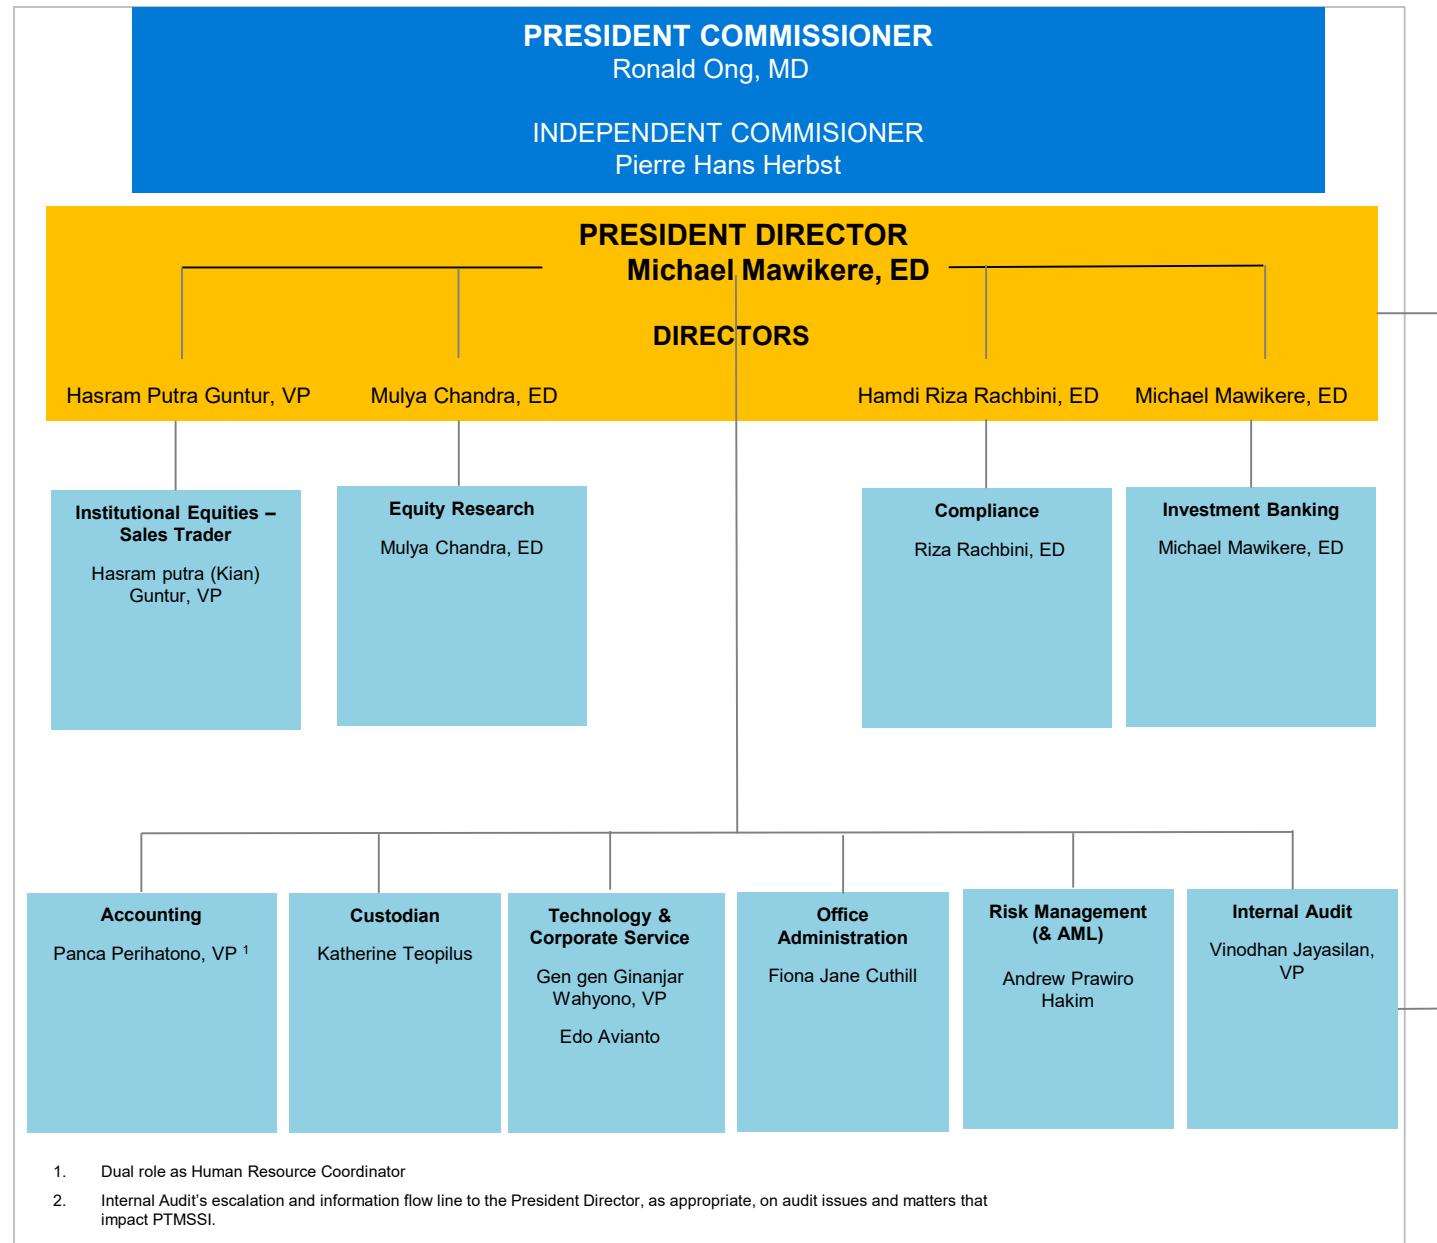 PRESIDENT COMMISSIONER
Ronald Ong, MD
INDEPENDENT COMMISIONER
Pierre Hans Herbst
PRESIDENT DIRECTOR
Michael Mawikere, ED
DIRECTORS
Hasram Putra Guntur, VP
Mulya Chandra, ED
Hamdi Riza Rachbini, ED
Michael Mawikere, ED
Institutional Equities –
Sales Trader
Hasram putra (Kian)
Guntur, VP
Equity Research
Mulya Chandra, ED
Compliance
Riza Rachbini, ED
Investment Banking
Michael Mawikere, ED
Accounting
Panca Perihatono, VP 1
Custodian
Katherine Teopilus
Technology &
Corporate Service
Gen gen Ginanjar
Wahyono, VP
Edo Avianto
Office
Administration
Fiona Jane Cuthill
Risk Management
(& AML)
Andrew Prawiro
Hakim
Internal Audit
Vinodhan Jayasilan,
VP
1. Dual role as Human Resource Coordinator
2. Internal Audit's escalation and information flow line to the President Director, as appropriate, on audit issues and matters that
impact PTMSSI.